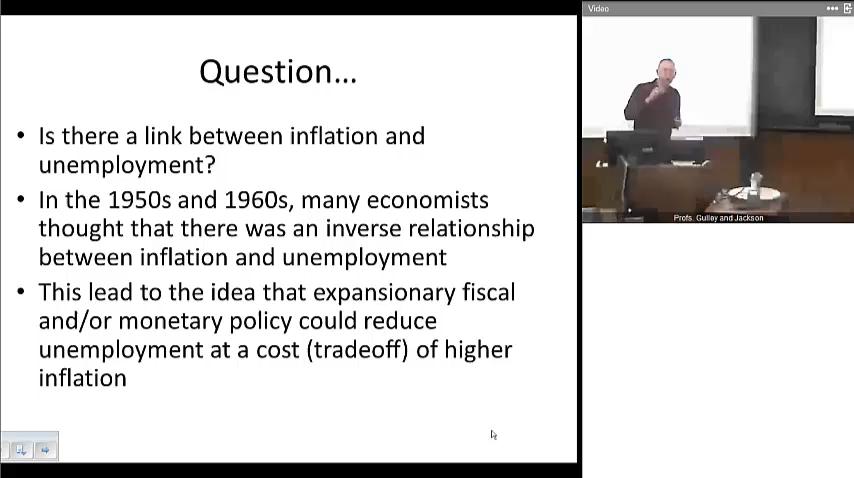 Question…
• Is there a link between inflation and
unemployment?
• In the 1950s and 1960s, many economists
thought that there was an inverse relationship
between inflation and unemployment
• This lead to the idea that expansionary fiscal
and/or monetary policy could reduce
unemployment at a cost (tradeoff) of higher
inflation
Video
Profs. Gulley and Jackson